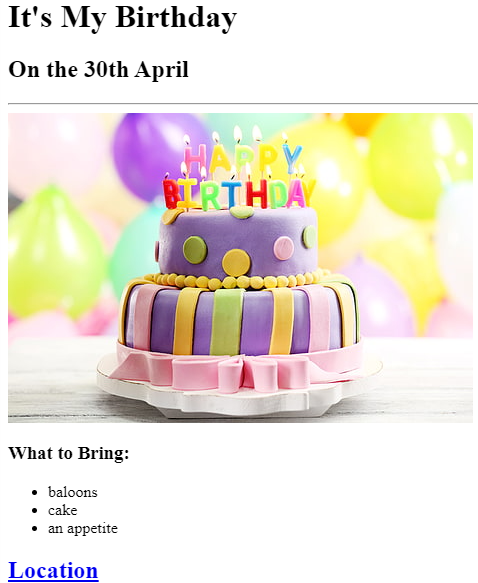 It's My Birthday
On the 30th April
HAPPY
BIRTHDAY
What to Bring:
baloons
cake
an appetite
Location